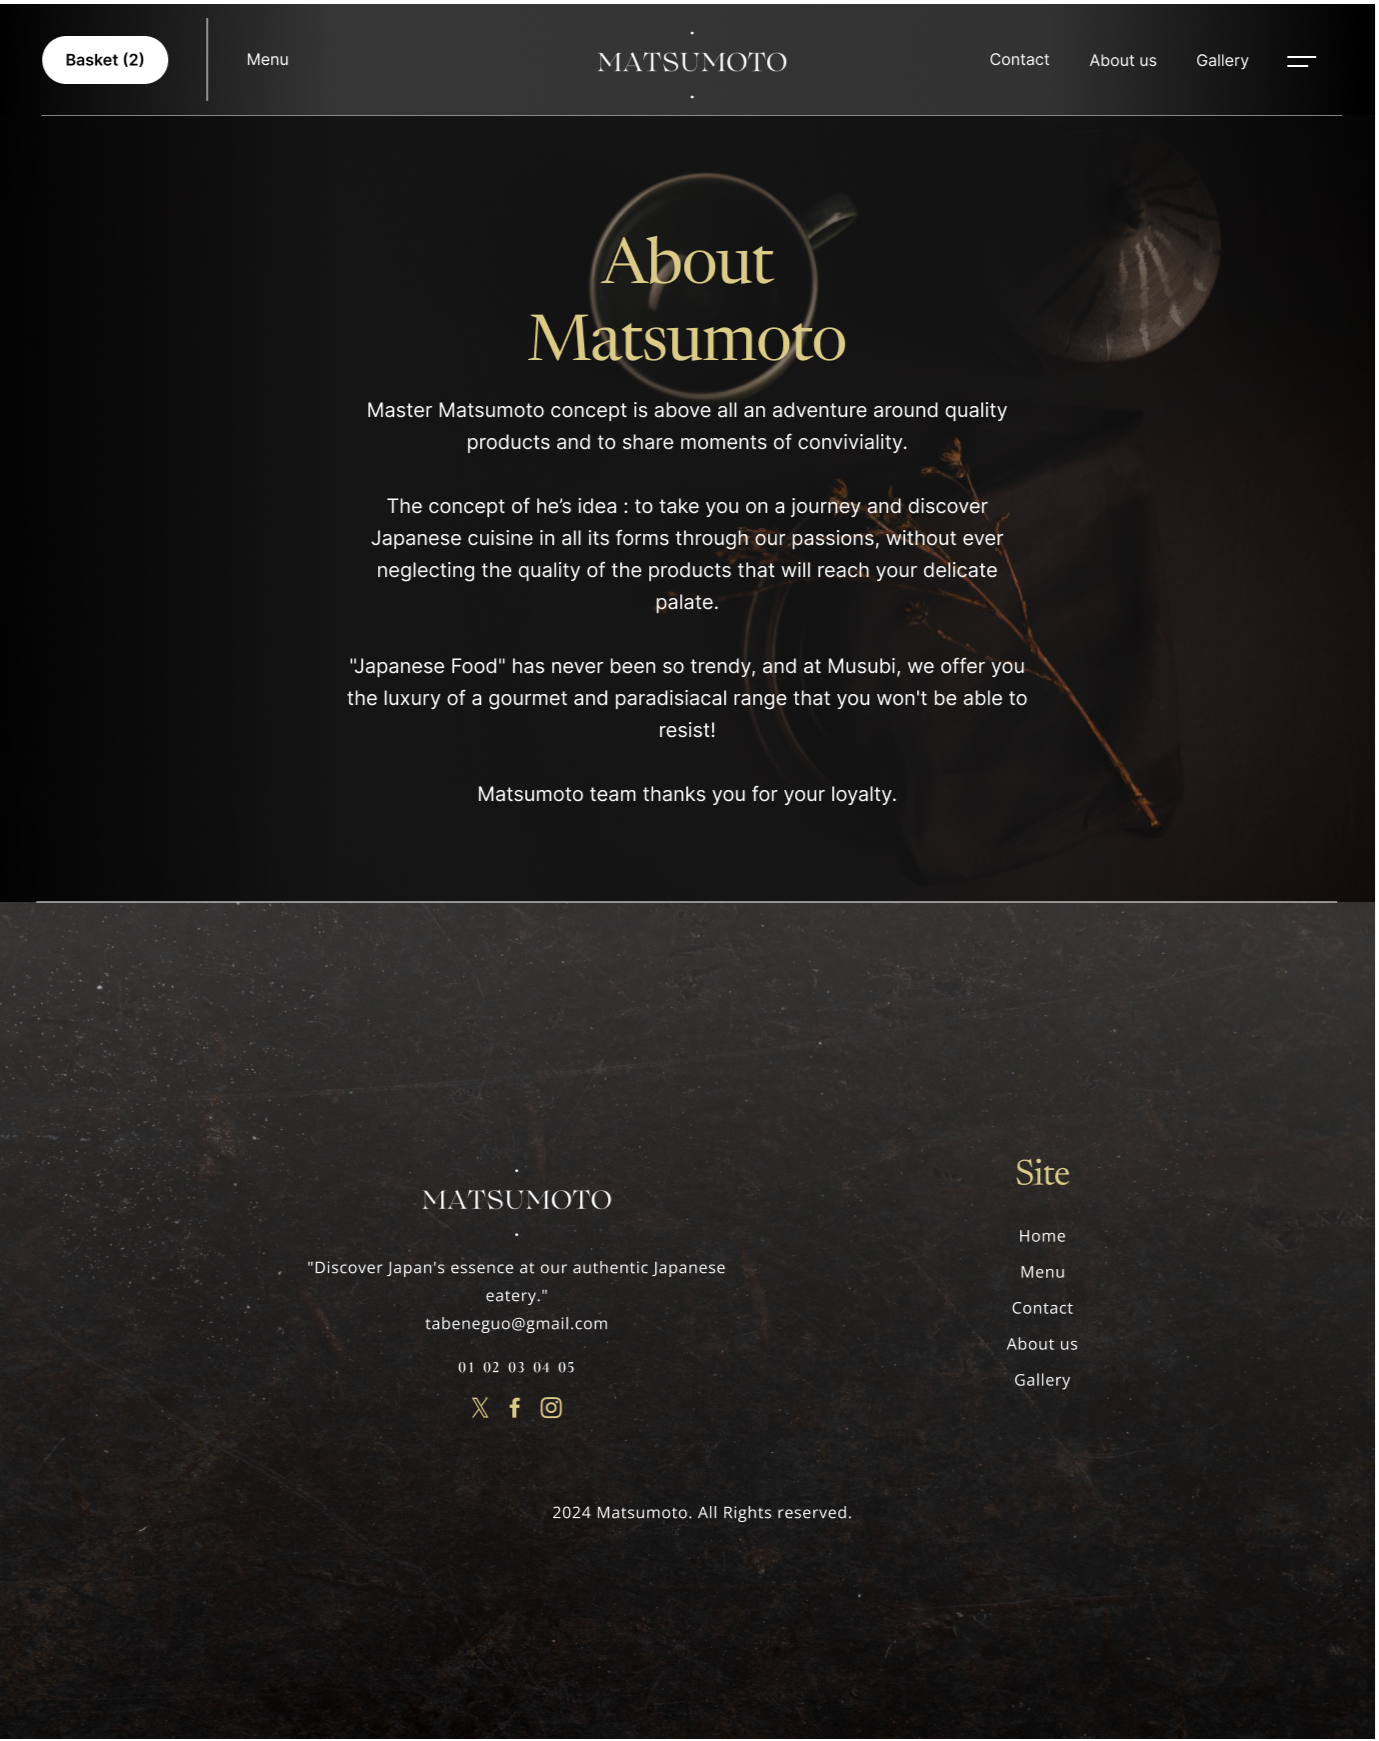 Basket (2)
Menu
MATSUMOTO
Contact
About us
Gallery
About
Matsumoto
Master Matsumoto concept is above all an adventure around quality
products and to share moments of conviviality.
The concept of he’s idea : to take you on a journey and discover
Japanese cuisine in all its forms through our passions, without ever
neglecting the quality of the products that will reach your delicate
palate.
"Japanese Food" has never been so trendy, and at Musubi, we offer you
the luxury of a gourmet and paradisiacal range that you won't be able to
resist!
Matsumoto team thanks you for your loyalty.
MATSUMOTO
"Discover Japan's essence at our authentic Japanese
eatery."
tabeneguo@gmail.com
01 02 03 04 05
Site
Home
Menu
Contact
About us
Gallery
2024 Matsumoto. All Rights reserved.